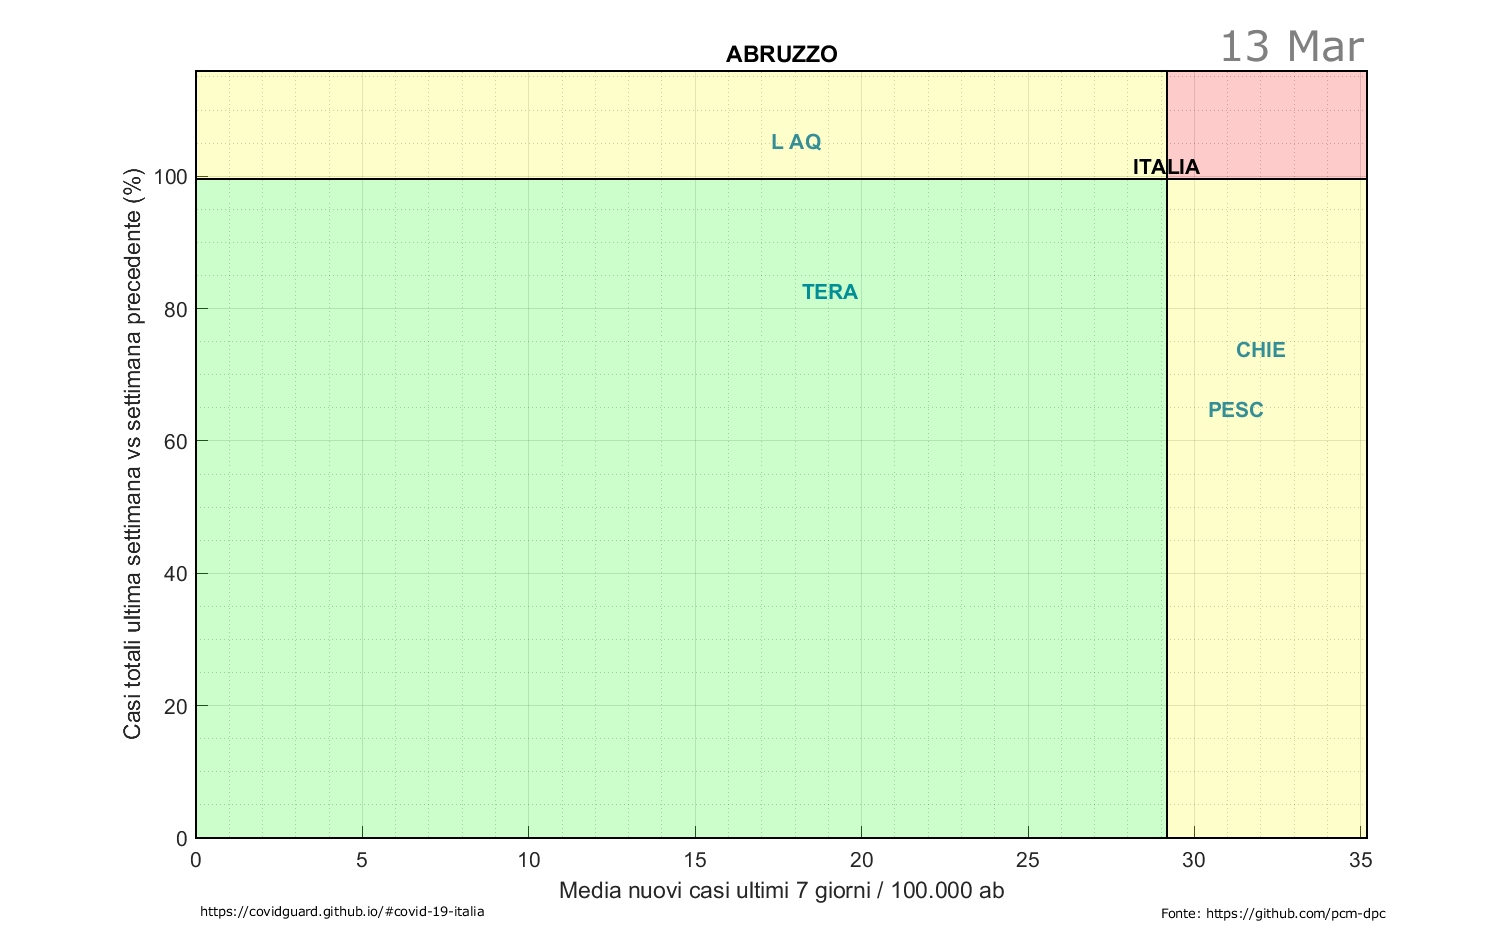 ABRUZZO
13 Mar
L AQ
ITALIA
TERA
CHIE
PESC
Casi totali ultima settimana vs settimana precedente (%)
100
80
60
40
20
0
0 5 10 15 20 25 30 35
Media nuovi casi ultimi 7 giorni / 100.000 ab
https://covidguard.github.io/#covid-19-italia
Fonte: https://github.com/pcm-dpc